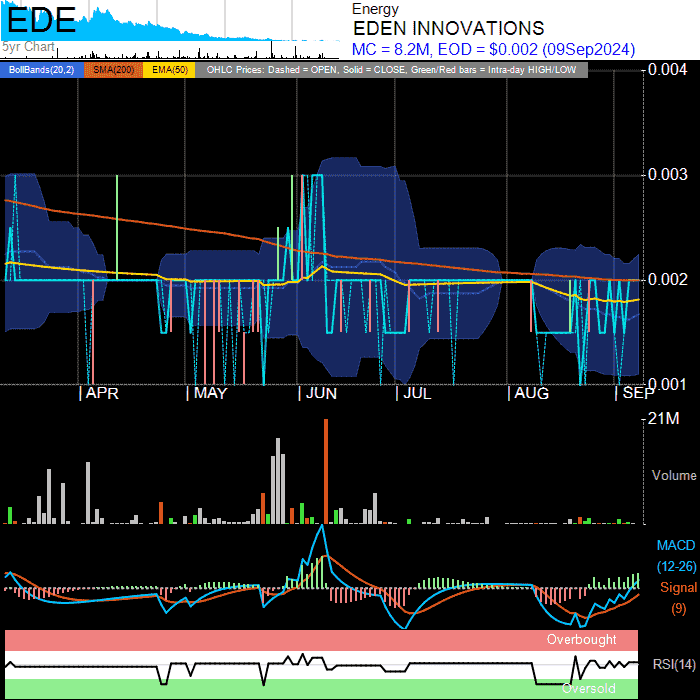 EDE
5yr Chart
Energy
EDEN INNOVATIONS
MC = 8.2M, EOD = $0.002 (09Sep2024)
BollBands(20,2) SMA(200) EMA(50) OHLC Prices: Dashed = OPEN, Solid = CLOSE, Green/Red bars = Intra-day HIGH/LOW
0.004
0.003
0.002
0.001
APR MAY JUN JUL AUG SEP
21M
Volume
MACD
(12-26)
Signal
(9)
Overbought
RSI(14)
Oversold